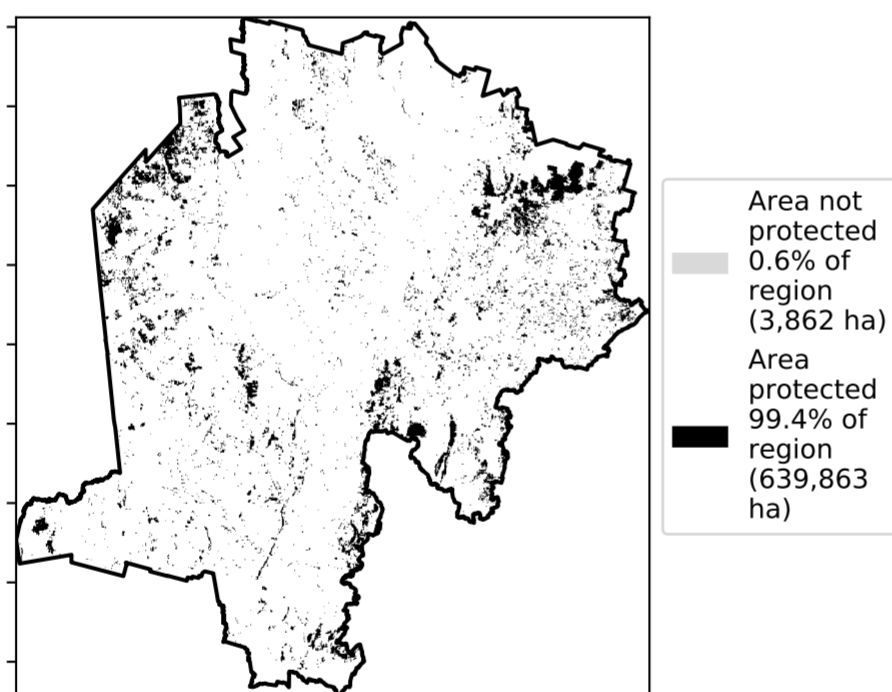 Area not
protected
0.6% of
region
(3,862 ha)
Area
protected
99.4% of
region
(639,863
ha)